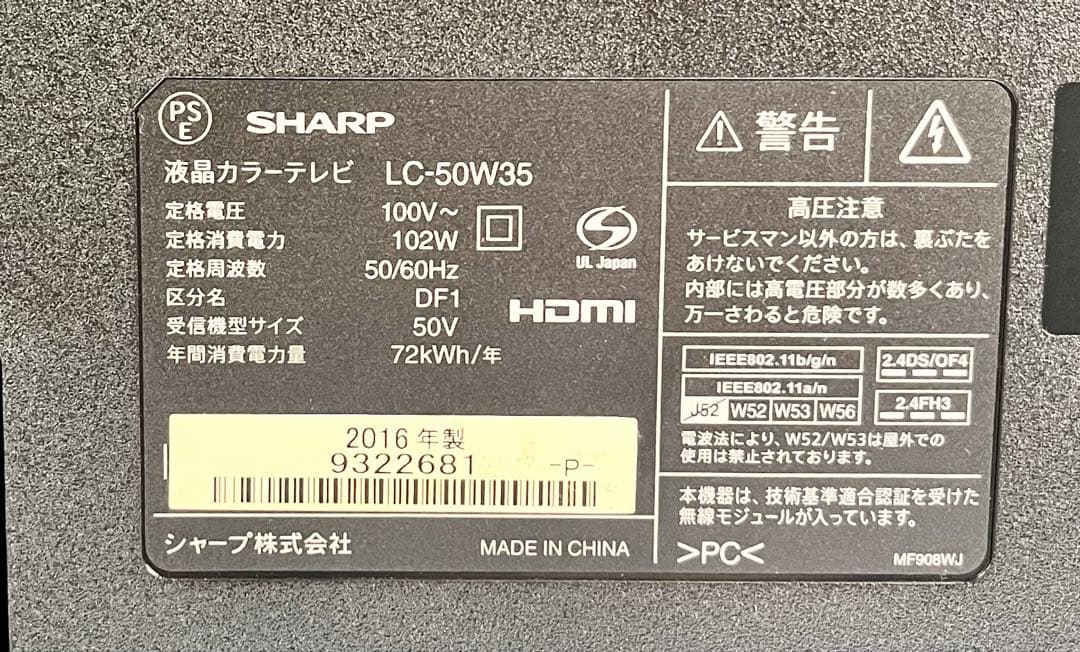 PS
E
SHARP
液晶カラーテレビ LC-50W35
定格電圧 100V～
定格消費電力 102W
定格周波数 50/60Hz
区分名 DF1
受信機型サイズ 50V
年間消費電力量 72kWh/年
UL Japan
HDMI
2016年製
9322681 -P-
シャープ株式会社 MADE IN CHINA
警告
高圧注意
サービスマン以外の方は、裏ぶたを
あけないでください。
内部には高電圧部分が数多くあり、
万一さわると危険です。
IEEE802.11b/g/n
IEEE802.11a/n
J52 W52 W53 W56
2.4DS/OF4
2.4FH3
電波法により、W52/W53は屋外での
使用は禁止されております。
本機器は、技術基準適合認証を受けた
無線モジュールが入っています。
>PC<
MF908WJ